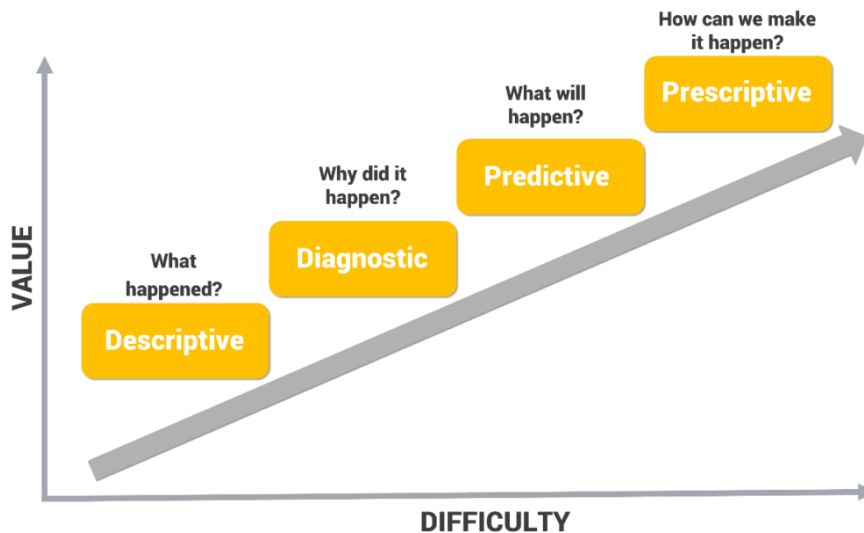 How can we make
it happen?
Prescriptive
What will
happen?
Predictive
Why did it
happen?
Diagnostic
What
happened?
Descriptive
VALUE
DIFFICULTY